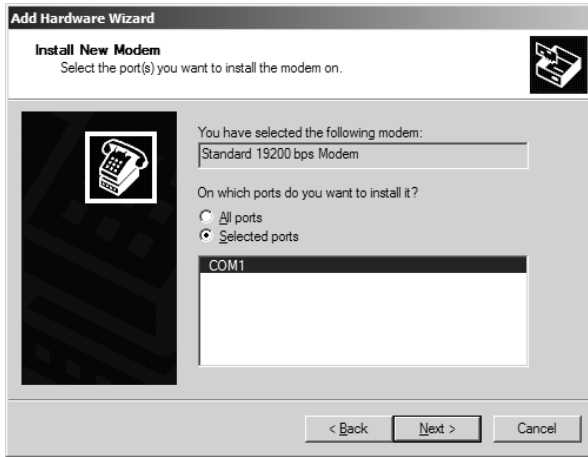 Add Hardware Wizard
Install New Modem
Select the port(s) you want to install the modem on.
You have selected the following modem:
Standard 19200 bps Modem
On which ports do you want to install it?
All ports
Selected ports
COM1
< Back Next > Cancel